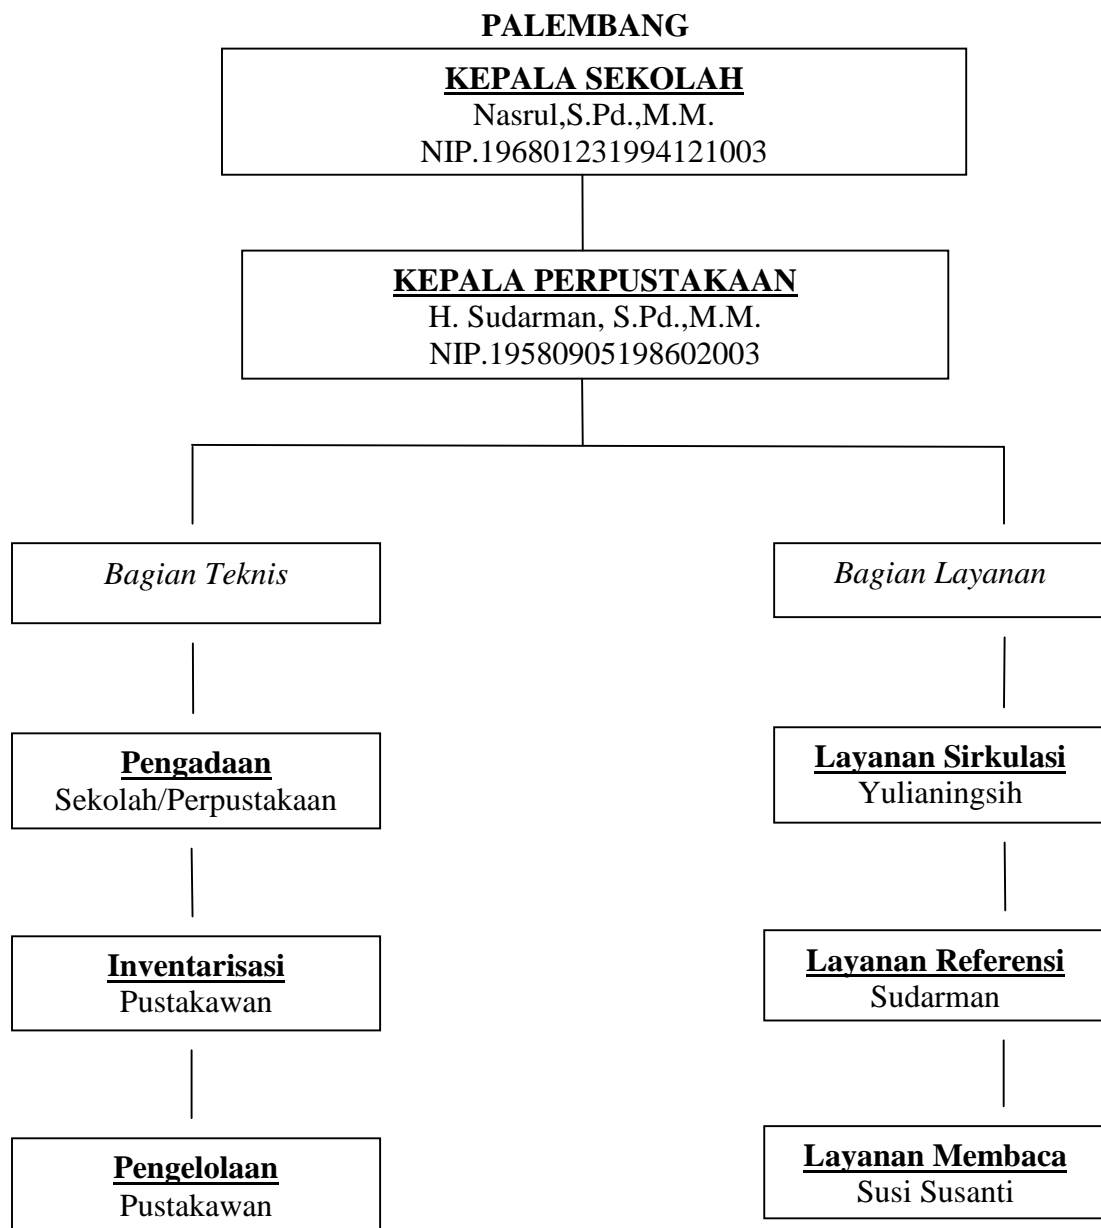 PALEMBANG
KEPALA SEKOLAH
Nasrul,S.Pd.,M.M.
NIP.196801231994121003
KEPALA PERPUSTAKAAN
H. Sudarman, S.Pd.,M.M.
NIP.19580905198602003
Bagian Teknis
Bagian Layanan
Pengadaan
Sekolah/Perpustakaan
Layanan Sirkulasi
Yulianingsih
Inventarisasi
Pustakawan
Layanan Referensi
Sudarman
Pengelolaan
Pustakawan
Layanan Membaca
Susi Susanti